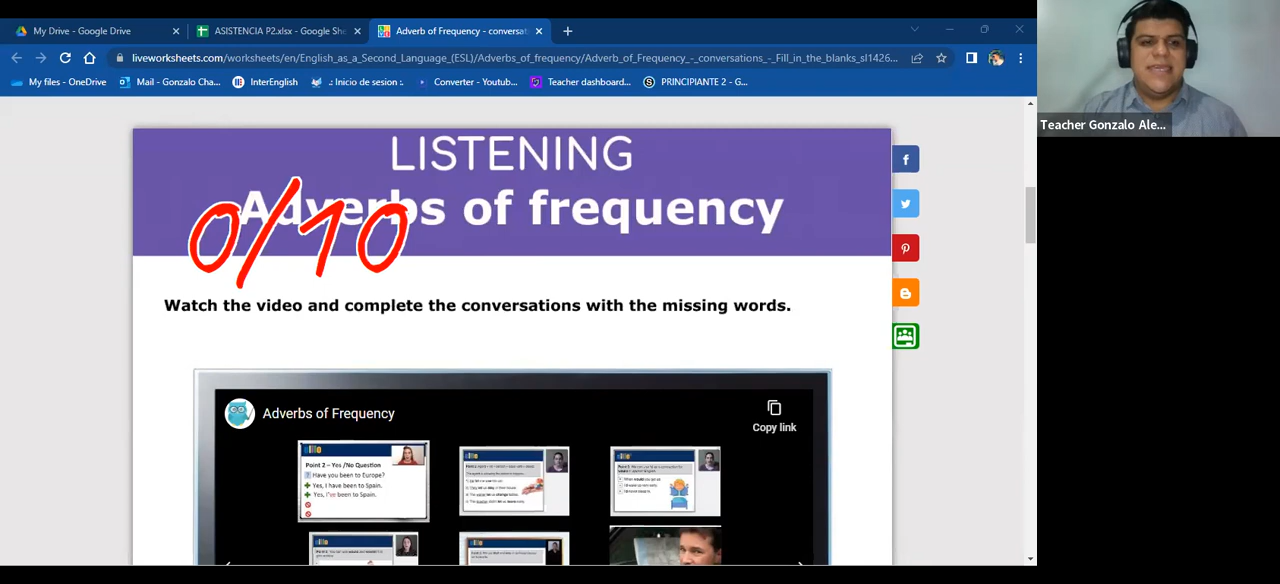 My Drive - Google Drive
ASISTENCIA P2.xlsx - Google She
Adverb of Frequency - conversat
liveworksheets.com/worksheets/en/English_as_a_Second_Language_(ESL)/Adverbs_of_frequency/Adverb_of_Frequency_-_conversations_-_Fill_in_the_blanks_sl1426...
My files - OneDrive
Mail - Gonzalo Cha...
InterEnglish
.: Inicio de sesion :.
Converter - Youtub...
Teacher dashboard...
PRINCIPIANTE 2 - G...
Teacher Gonzalo Ale...
LISTENING
Adverbs of frequency
0/10
Watch the video and complete the conversations with the missing words.
Adverbs of Frequency
Copy link
Point 2 – Yes /No Question
Have you been to Europe?
Yes, I have been to Spain.
Yes, I've been to Spain.